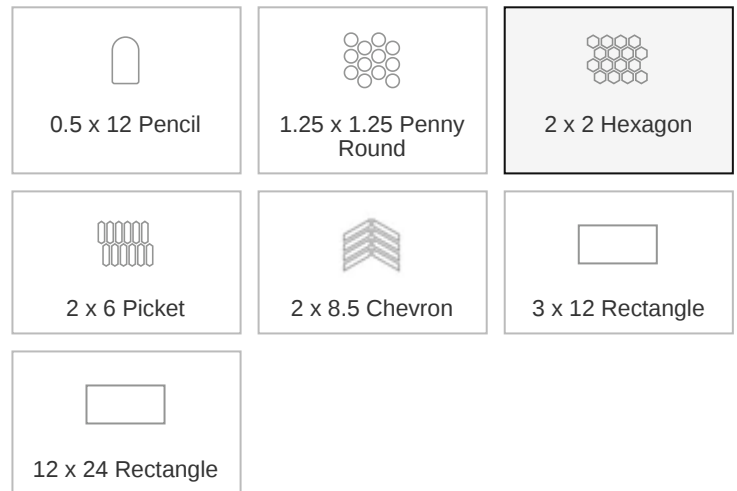 0.5 x 12 Pencil
1.25 x 1.25 Penny
Round
2 x 2 Hexagon
2 x 6 Picket
2 x 8.5 Chevron
3 x 12 Rectangle
12 x 24 Rectangle